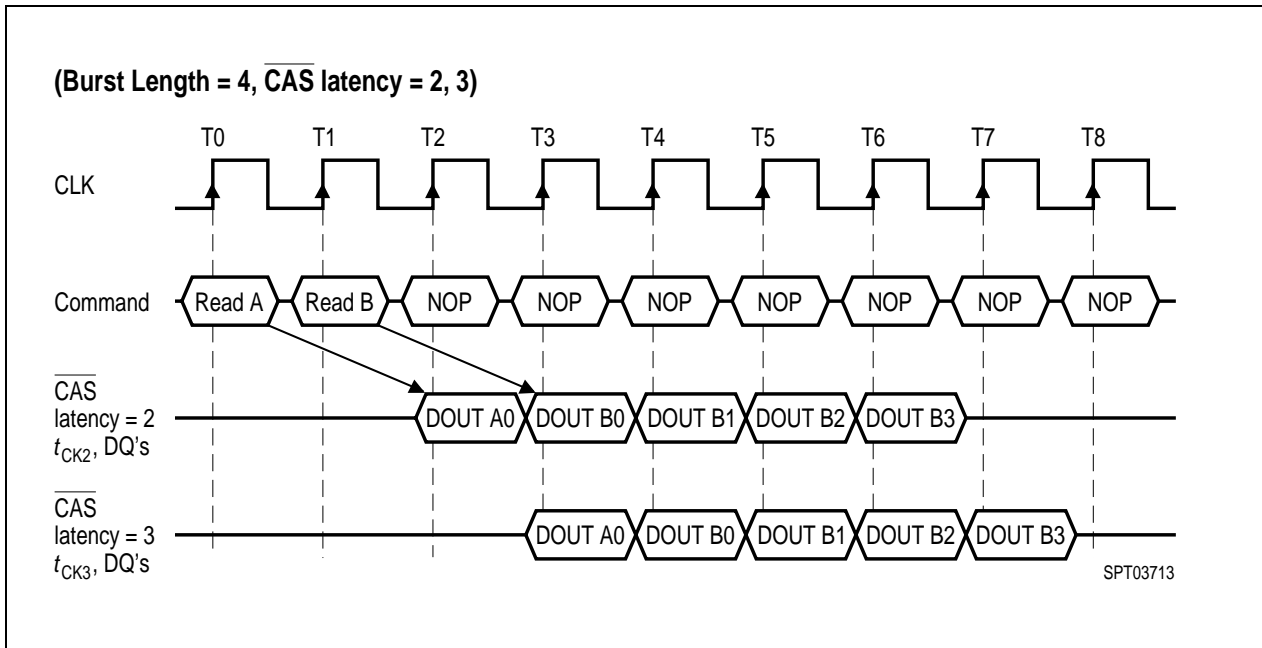 (Burst Length = 4, CAS latency = 2, 3)
T0 T1 T2 T3 T4 T5 T6 T7 T8
CLK
Command Read A Read B NOP NOP NOP NOP NOP NOP NOP
CAS
latency = 2
tCK2, DQ's
DOUT A0 DOUT B0 DOUT B1 DOUT B2 DOUT B3
CAS
latency = 3
tCK3, DQ's
DOUT A0 DOUT B0 DOUT B1 DOUT B2 DOUT B3
SPT03713